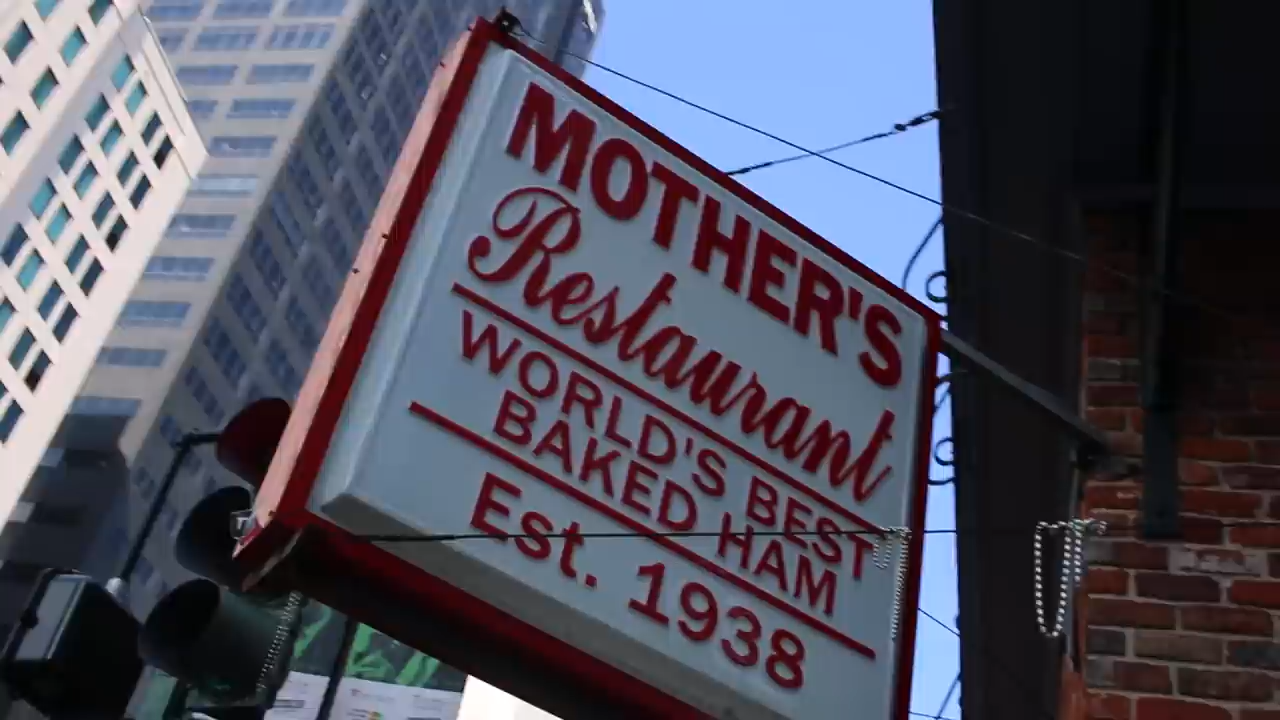 MOTHER'S
Restaurant
WORLD'S BEST
BAKED HAM
Est. 1938